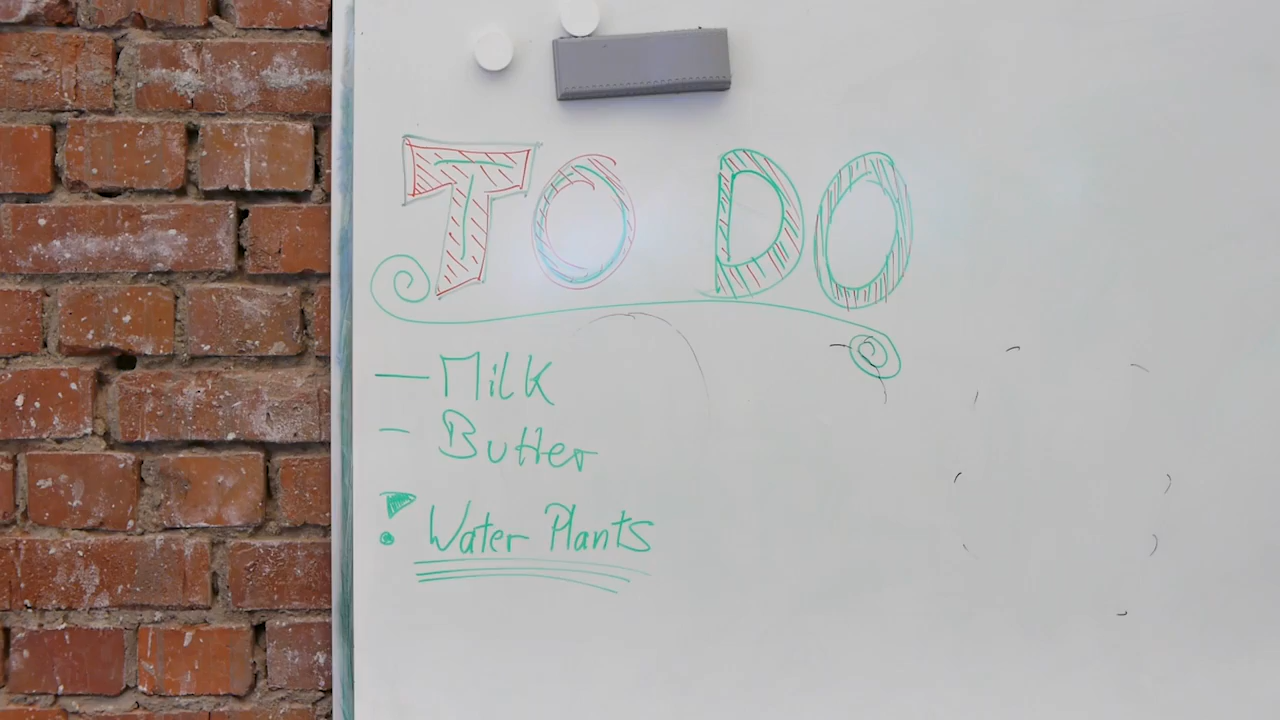 TO DO
— Milk
– Butter
! Water Plants